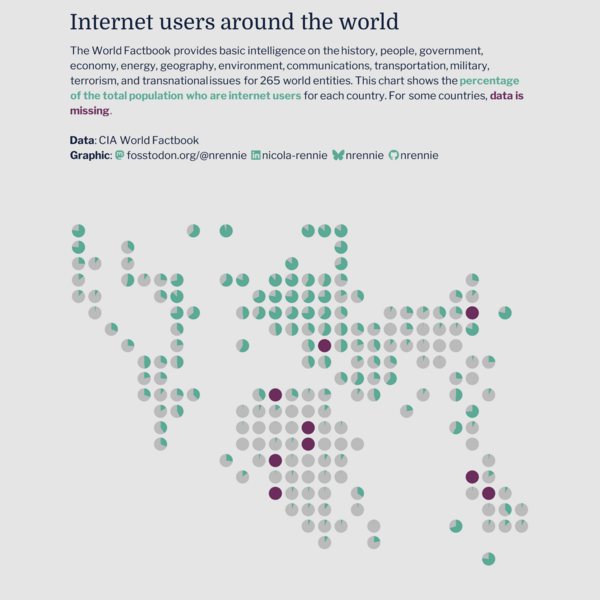 Internet users around the world
The World Factbook provides basic intelligence on the history, people, government,
economy, energy, geography, environment, communications, transportation, military,
terrorism, and transnational issues for 265 world entities. This chart shows the percentage
of the total population who are internet users for each country. For some countries, data is
missing.
Data: CIA World Factbook
Graphic: fosstodon.org/@nrennie nicola-rennie nrennie nrennie